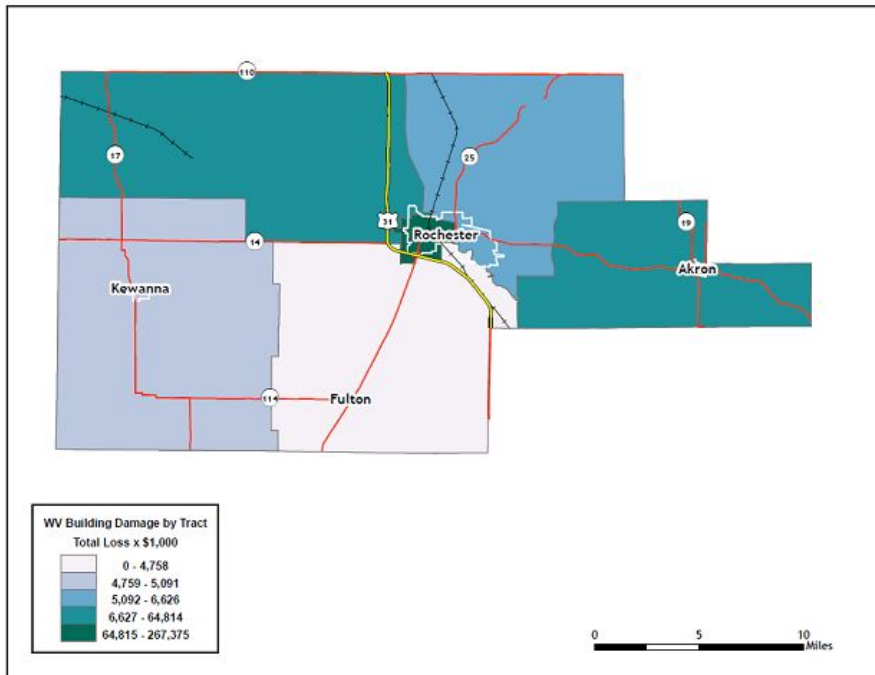 110
17
25
31
19
Rochester
14
Akron
Kewanna
114
Fulton
WV Building Damage by Tract
Total Loss x $1,000
0 - 4,758
4,759 - 5,091
5,092 - 6,626
6,627 - 64,814
64,815 - 267,375
0 5 10
Miles